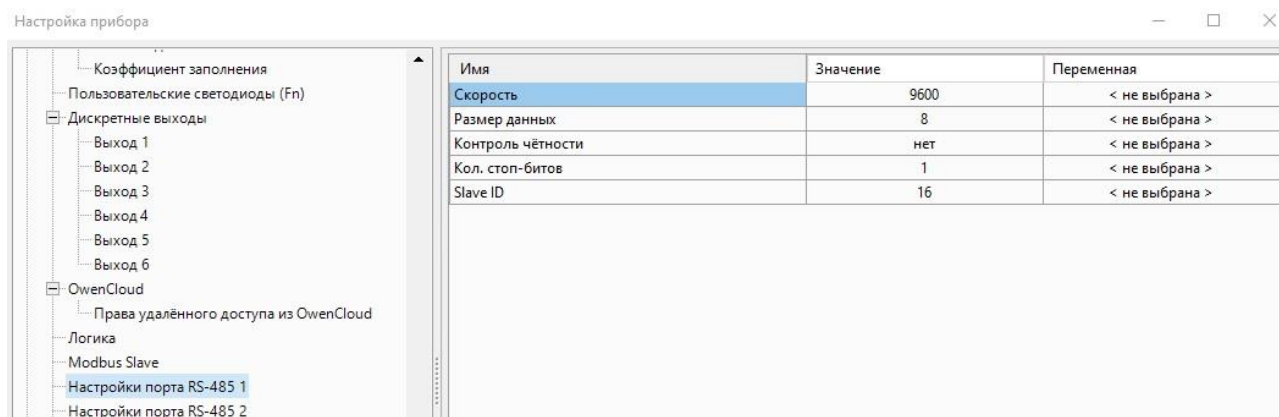 Настройка прибора
Коэффициент заполнения
Пользовательские светодиоды (Fn)
Дискретные выходы
Выход 1
Выход 2
Выход 3
Выход 4
Выход 5
Выход 6
OwenCloud
Права удалённого доступа из OwenCloud
Логика
Modbus Slave
Настройки порта RS-485 1
Настройки порта RS-485 2
Имя Значение Переменная
Скорость 9600 < не выбрана >
Размер данных 8 < не выбрана >
Контроль чётности нет < не выбрана >
Кол. стоп-битов 1 < не выбрана >
Slave ID 16 < не выбрана >